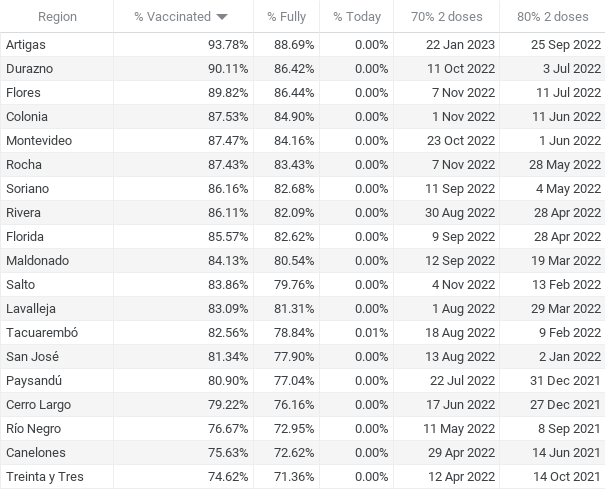 Region % Vaccinated % Fully % Today 70% 2 doses 80% 2 doses
Artigas 93.78% 88.69% 0.00% 22 Jan 2023 25 Sep 2022
Durazno 90.11% 86.42% 0.00% 11 Oct 2022 3 Jul 2022
Flores 89.82% 86.44% 0.00% 7 Nov 2022 11 Jul 2022
Colonia 87.53% 84.90% 0.00% 1 Nov 2022 11 Jun 2022
Montevideo 87.47% 84.16% 0.00% 23 Oct 2022 1 Jun 2022
Rocha 87.43% 83.43% 0.00% 7 Nov 2022 28 May 2022
Soriano 86.16% 82.68% 0.00% 11 Sep 2022 4 May 2022
Rivera 86.11% 82.09% 0.00% 30 Aug 2022 28 Apr 2022
Florida 85.57% 82.62% 0.00% 9 Sep 2022 28 Apr 2022
Maldonado 84.13% 80.54% 0.00% 12 Sep 2022 19 Mar 2022
Salto 83.86% 79.76% 0.00% 4 Nov 2022 13 Feb 2022
Lavalleja 83.09% 81.31% 0.00% 1 Aug 2022 29 Mar 2022
Tacuarembó 82.56% 78.84% 0.01% 18 Aug 2022 9 Feb 2022
San José 81.34% 77.90% 0.00% 13 Aug 2022 2 Jan 2022
Paysandú 80.90% 77.04% 0.00% 22 Jul 2022 31 Dec 2021
Cerro Largo 79.22% 76.16% 0.00% 17 Jun 2022 27 Dec 2021
Río Negro 76.67% 72.95% 0.00% 11 May 2022 8 Sep 2021
Canelones 75.63% 72.62% 0.00% 29 Apr 2022 14 Jun 2021
Treinta y Tres 74.62% 71.36% 0.00% 12 Apr 2022 14 Oct 2021